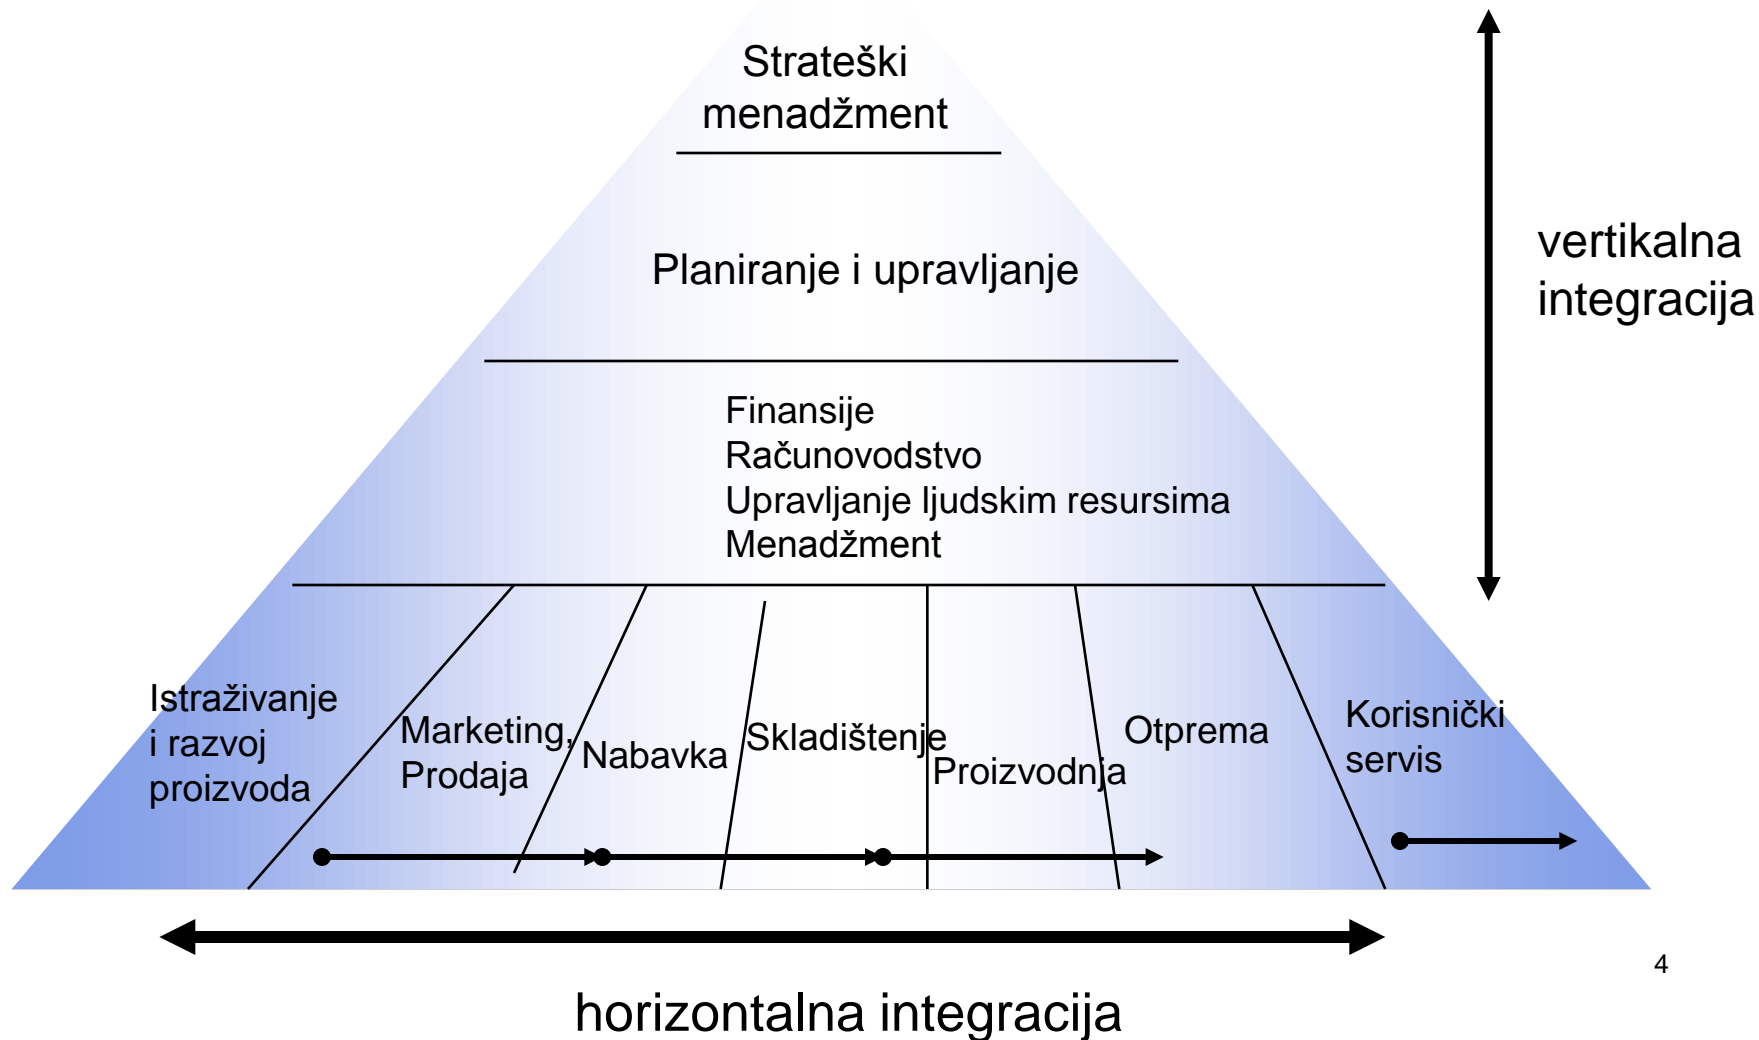 Strateški
menadžment
Planiranje i upravljanje
vertikalna
integracija
Finansije
Računovodstvo
Upravljanje ljudskim resursima
Menadžment
Istraživanje
i razvoj
proizvoda
Marketing,
Prodaja
Nabavka
Skladištenje
Proizvodnja
Otprema
Korisnički
servis
4
horizontalna integracija